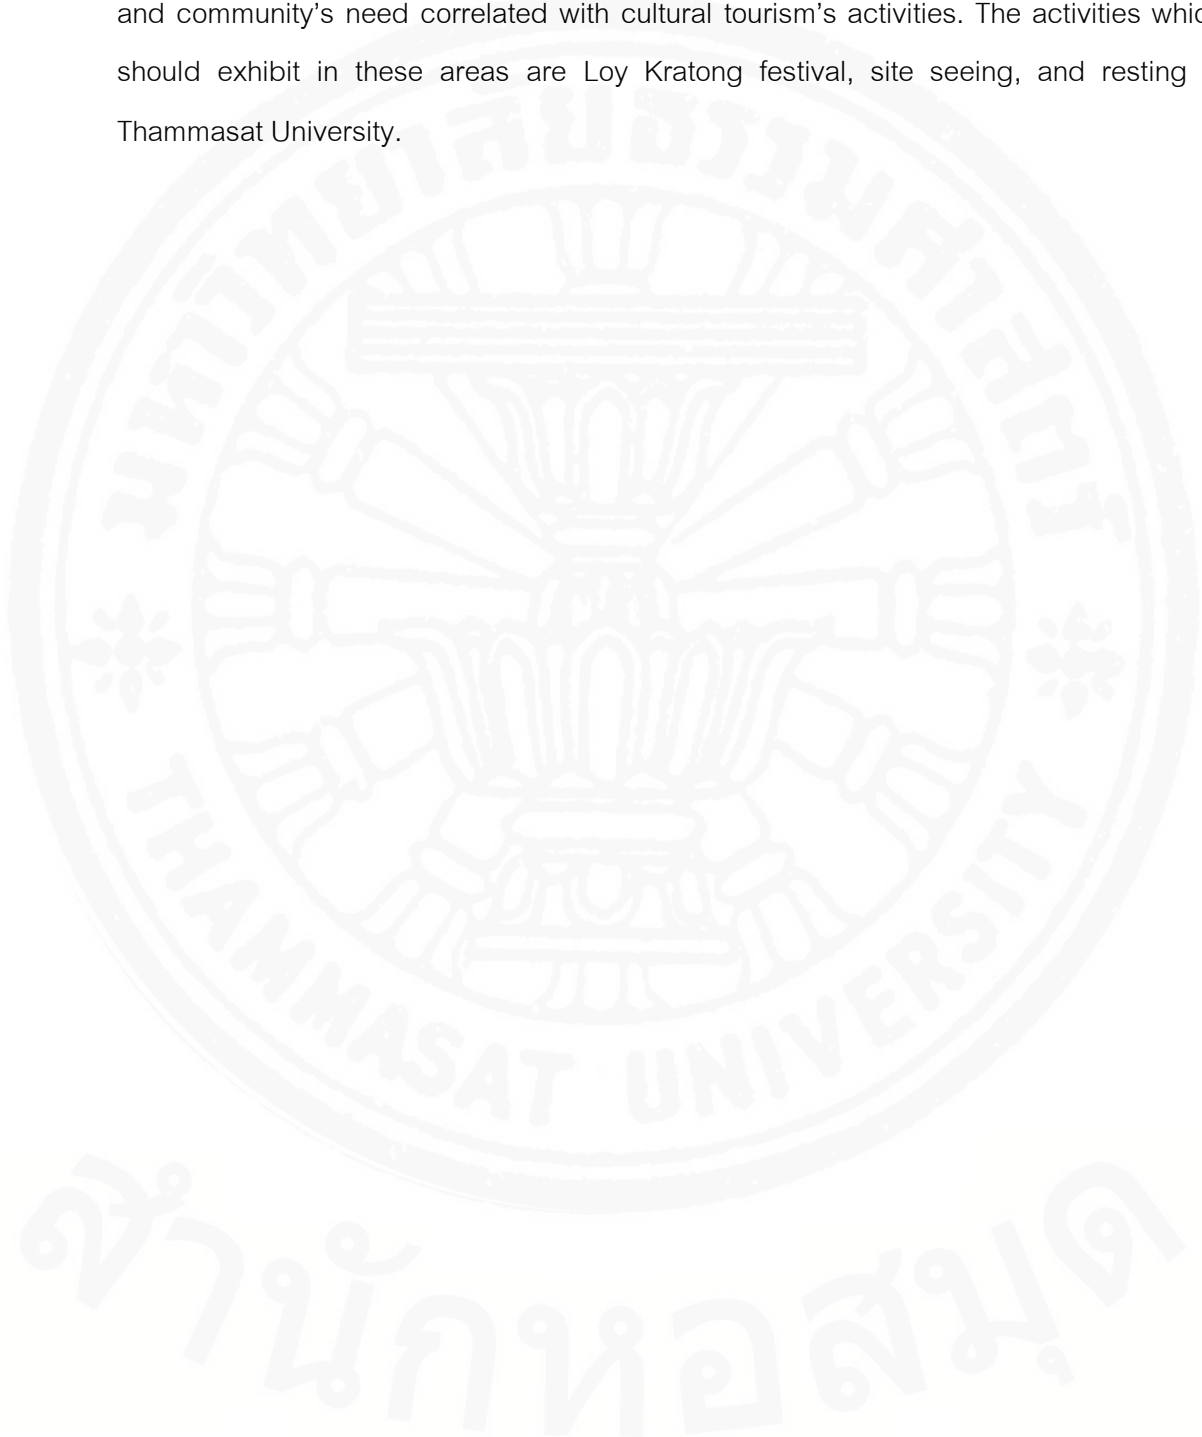 and community's need correlated with cultural tourism's activities. The activities
should exhibit in these areas are Loy Kratong festival, site seeing, and resting
Thammasat University.
มหาวิทยาลัยธรรมศาสตร์
THAMMASAT UNIVERSITY
สำนักหอสมุด